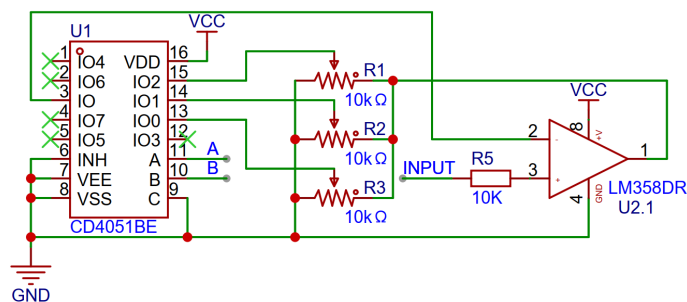 VCC
U1
1 IO4 VDD 16
2 IO6 IO2 15
3 IO IO1 14
4 IO7 IO0 13
5 IO5 IO3 12
6 INH A 11 A
7 VEE B 10 B
8 VSS C 9
CD4051BE
GND
R1
10kΩ
R2
10kΩ
R3
10kΩ
INPUT
R5
10K
VCC
8 +V
2 -
3 +
1
4 GND
LM358DR
U2.1